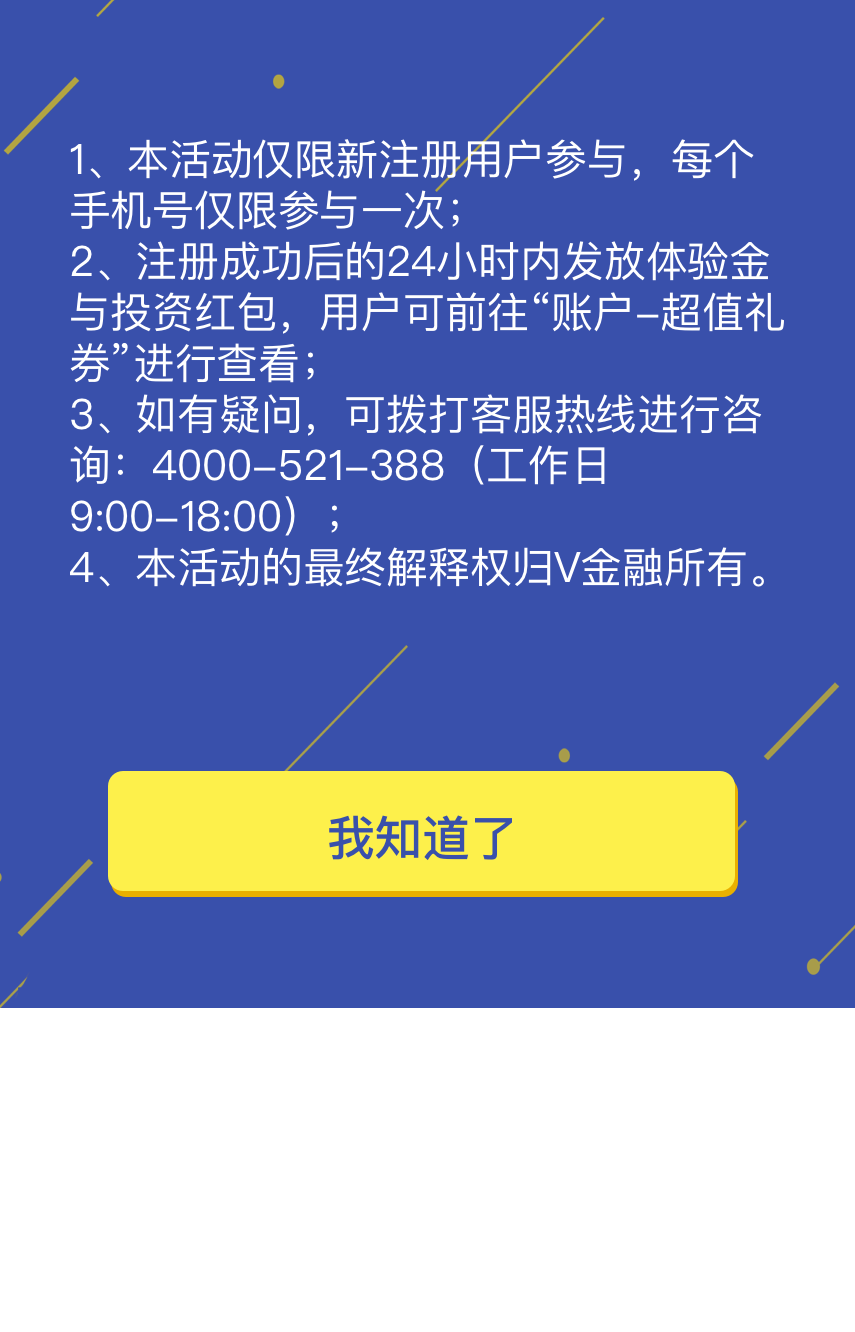 1、本活动仅限新注册用户参与，每个
手机号仅限参与一次；
2、注册成功后的24小时内发放体验金
与投资红包，用户可前往“账户-超值礼
券”进行查看；
3、如有疑问，可拨打客服热线进行咨
询：4000-521-388（工作日
9:00-18:00）；
4、本活动的最终解释权归V金融所有。
我知道了